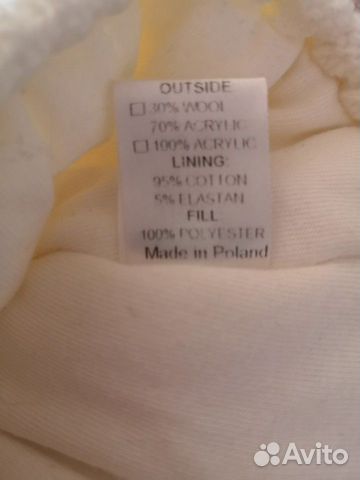 OUTSIDE
☐ 30% WOOL
70% ACRYLIC
☐ 100% ACRYLIC
LINING:
95% COTTON
5% ELASTAN
FILL
100% POLYESTER
Made in Poland
Avito